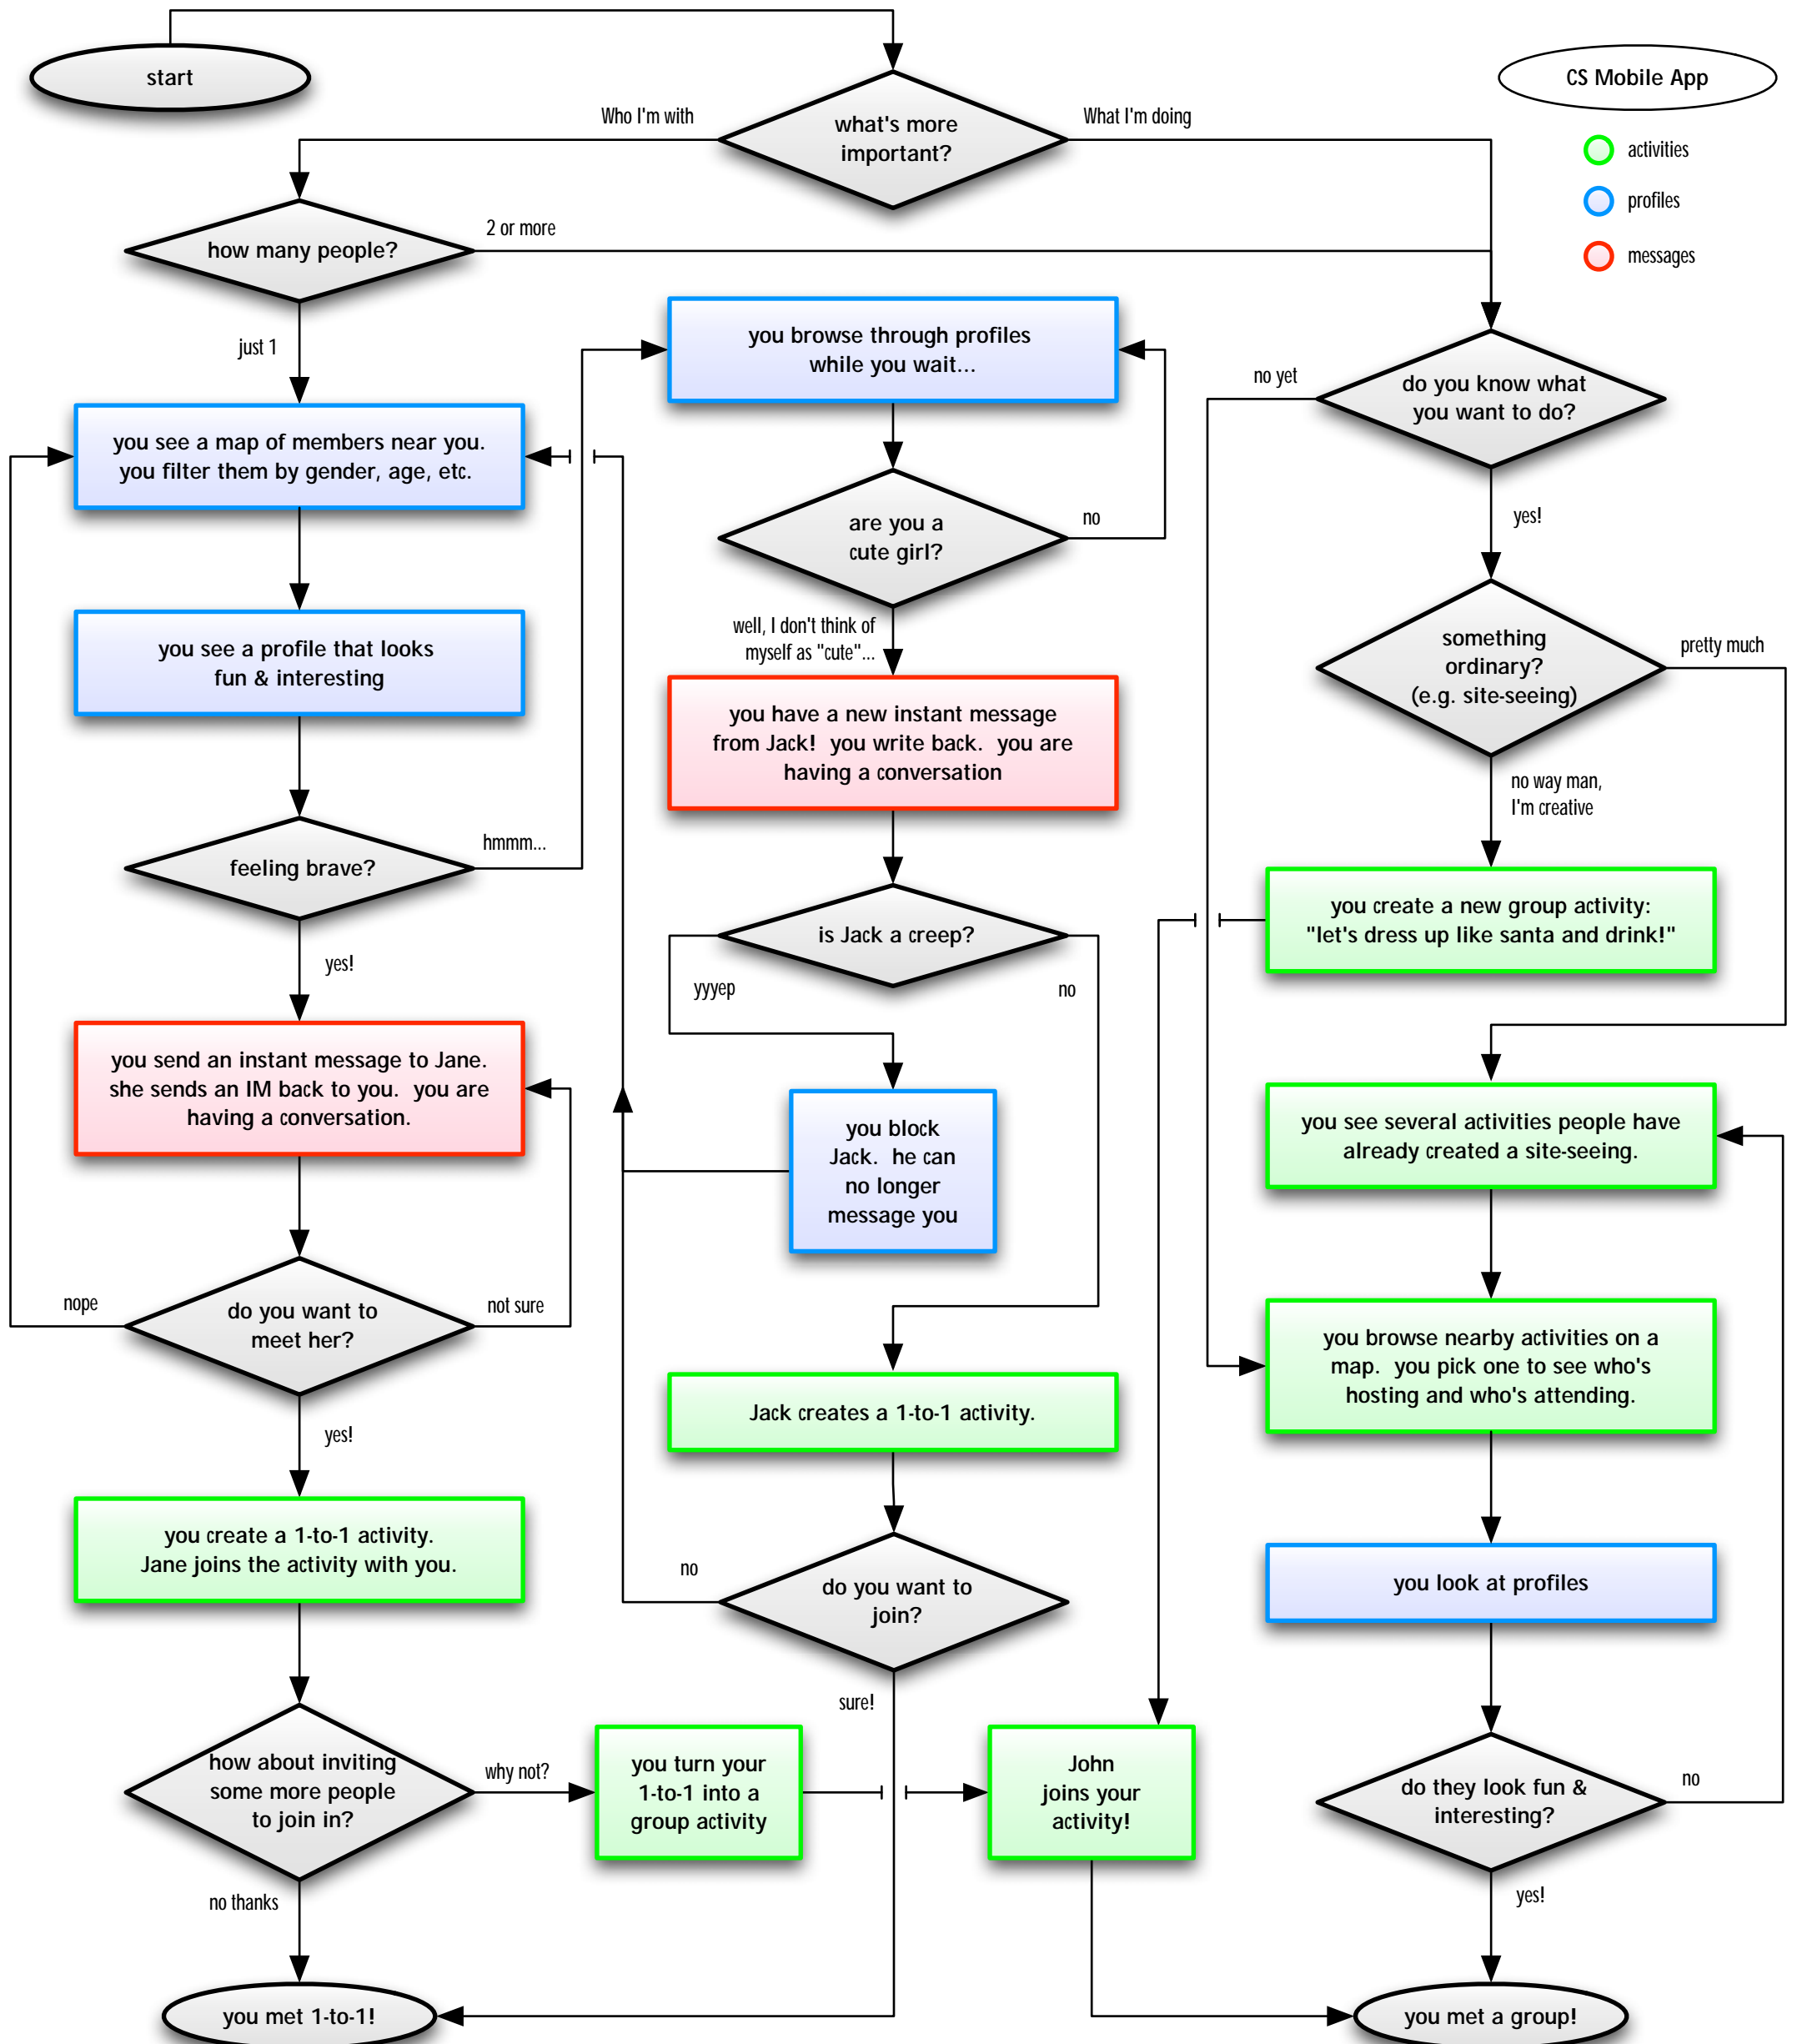 start
CS Mobile App
Who I'm with
what's more
important?
What I'm doing
activities
profiles
messages
how many people?
2 or more
just 1
you browse through profiles
while you wait...
no yet
do you know what
you want to do?
you see a map of members near you.
you filter them by gender, age, etc.
are you a
cute girl?
no
yes!
you see a profile that looks
fun & interesting
well, I don't think of
myself as "cute"...
something
ordinary?
(e.g. site-seeing)
pretty much
you have a new instant message
from Jack!  you write back.  you are
having a conversation
no way man,
I'm creative
feeling brave?
hmmm...
yes!
is Jack a creep?
yyyep
no
you create a new group activity:
"let's dress up like santa and drink!"
you send an instant message to Jane.
she sends an IM back to you.  you are
having a conversation.
you block
Jack.  he can
no longer
message you
you see several activities people have
already created a site-seeing.
nope
do you want to
meet her?
not sure
yes!
you browse nearby activities on a
map.  you pick one to see who's
hosting and who's attending.
Jack creates a 1-to-1 activity.
you create a 1-to-1 activity.
Jane joins the activity with you.
no
do you want to
join?
sure!
you look at profiles
how about inviting
some more people
to join in?
why not?
no thanks
you turn your
1-to-1 into a
group activity
John
joins your
activity!
do they look fun &
interesting?
no
yes!
you met 1-to-1!
you met a group!